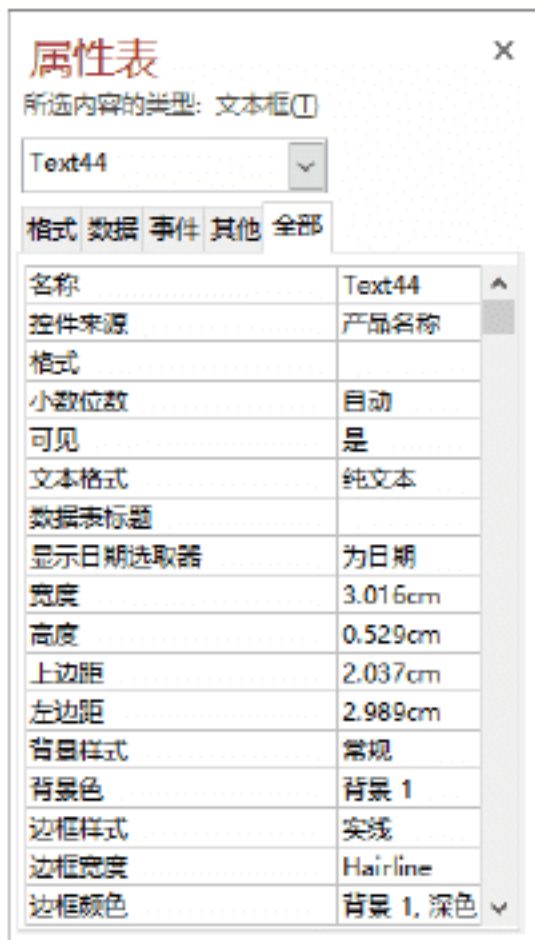 属性表
所选内容的类型: 文本框(T)
Text44
格式 数据 事件 其他 全部
名称 Text44
控件来源 产品名称
格式
小数位数 自动
可见 是
文本格式 纯文本
数据表标题
显示日期选取器 为日期
宽度 3.016cm
高度 0.529cm
上边距 2.037cm
左边距 2.989cm
背景样式 常规
背景色 背景 1
边框样式 实线
边框宽度 Hairline
边框颜色 背景 1, 深色